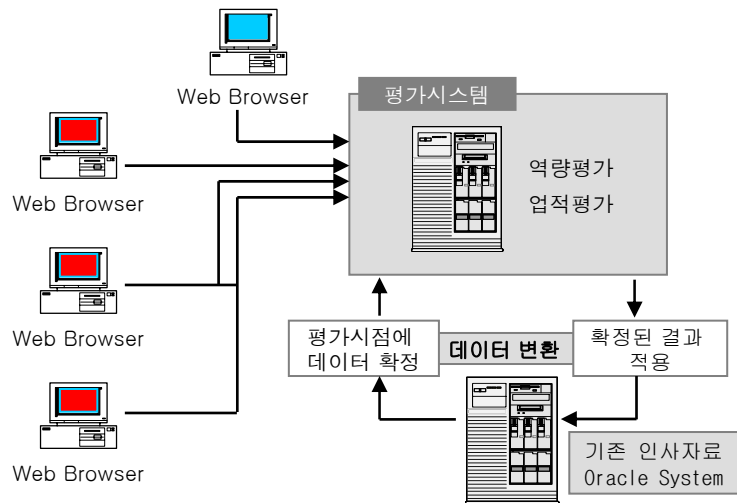 Web Browser
평가시스템
역량평가
업적평가
Web Browser
Web Browser
평가시점에
데이터 확정
데이터 변환
확정된 결과
적용
Web Browser
기존 인사자료
Oracle System